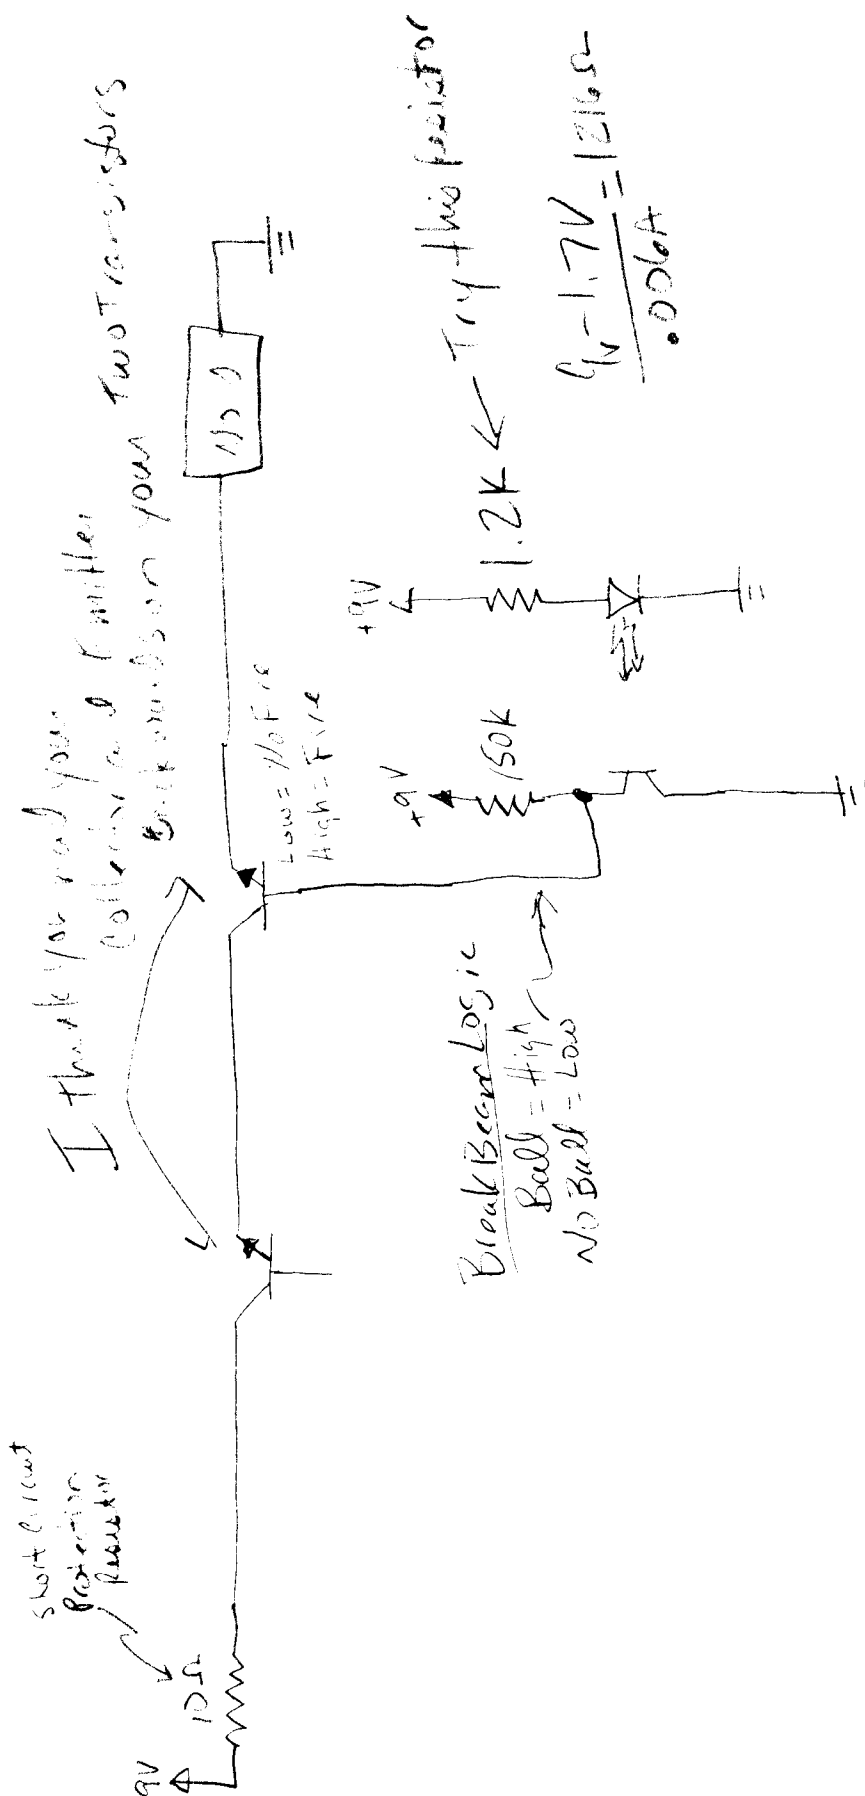 I think you had your
Collector and Emitter
Backwards on your Two Transistors
Short Circuit
Protection
Resistor
9V
10Ω
Low = No Fire
High = Fire
+9V
150K
+9V
1.2K ← Try this resistor
9V-1.7V
.006A
= 1216Ω
Break Beam Logic
Ball = High
No Ball = Low